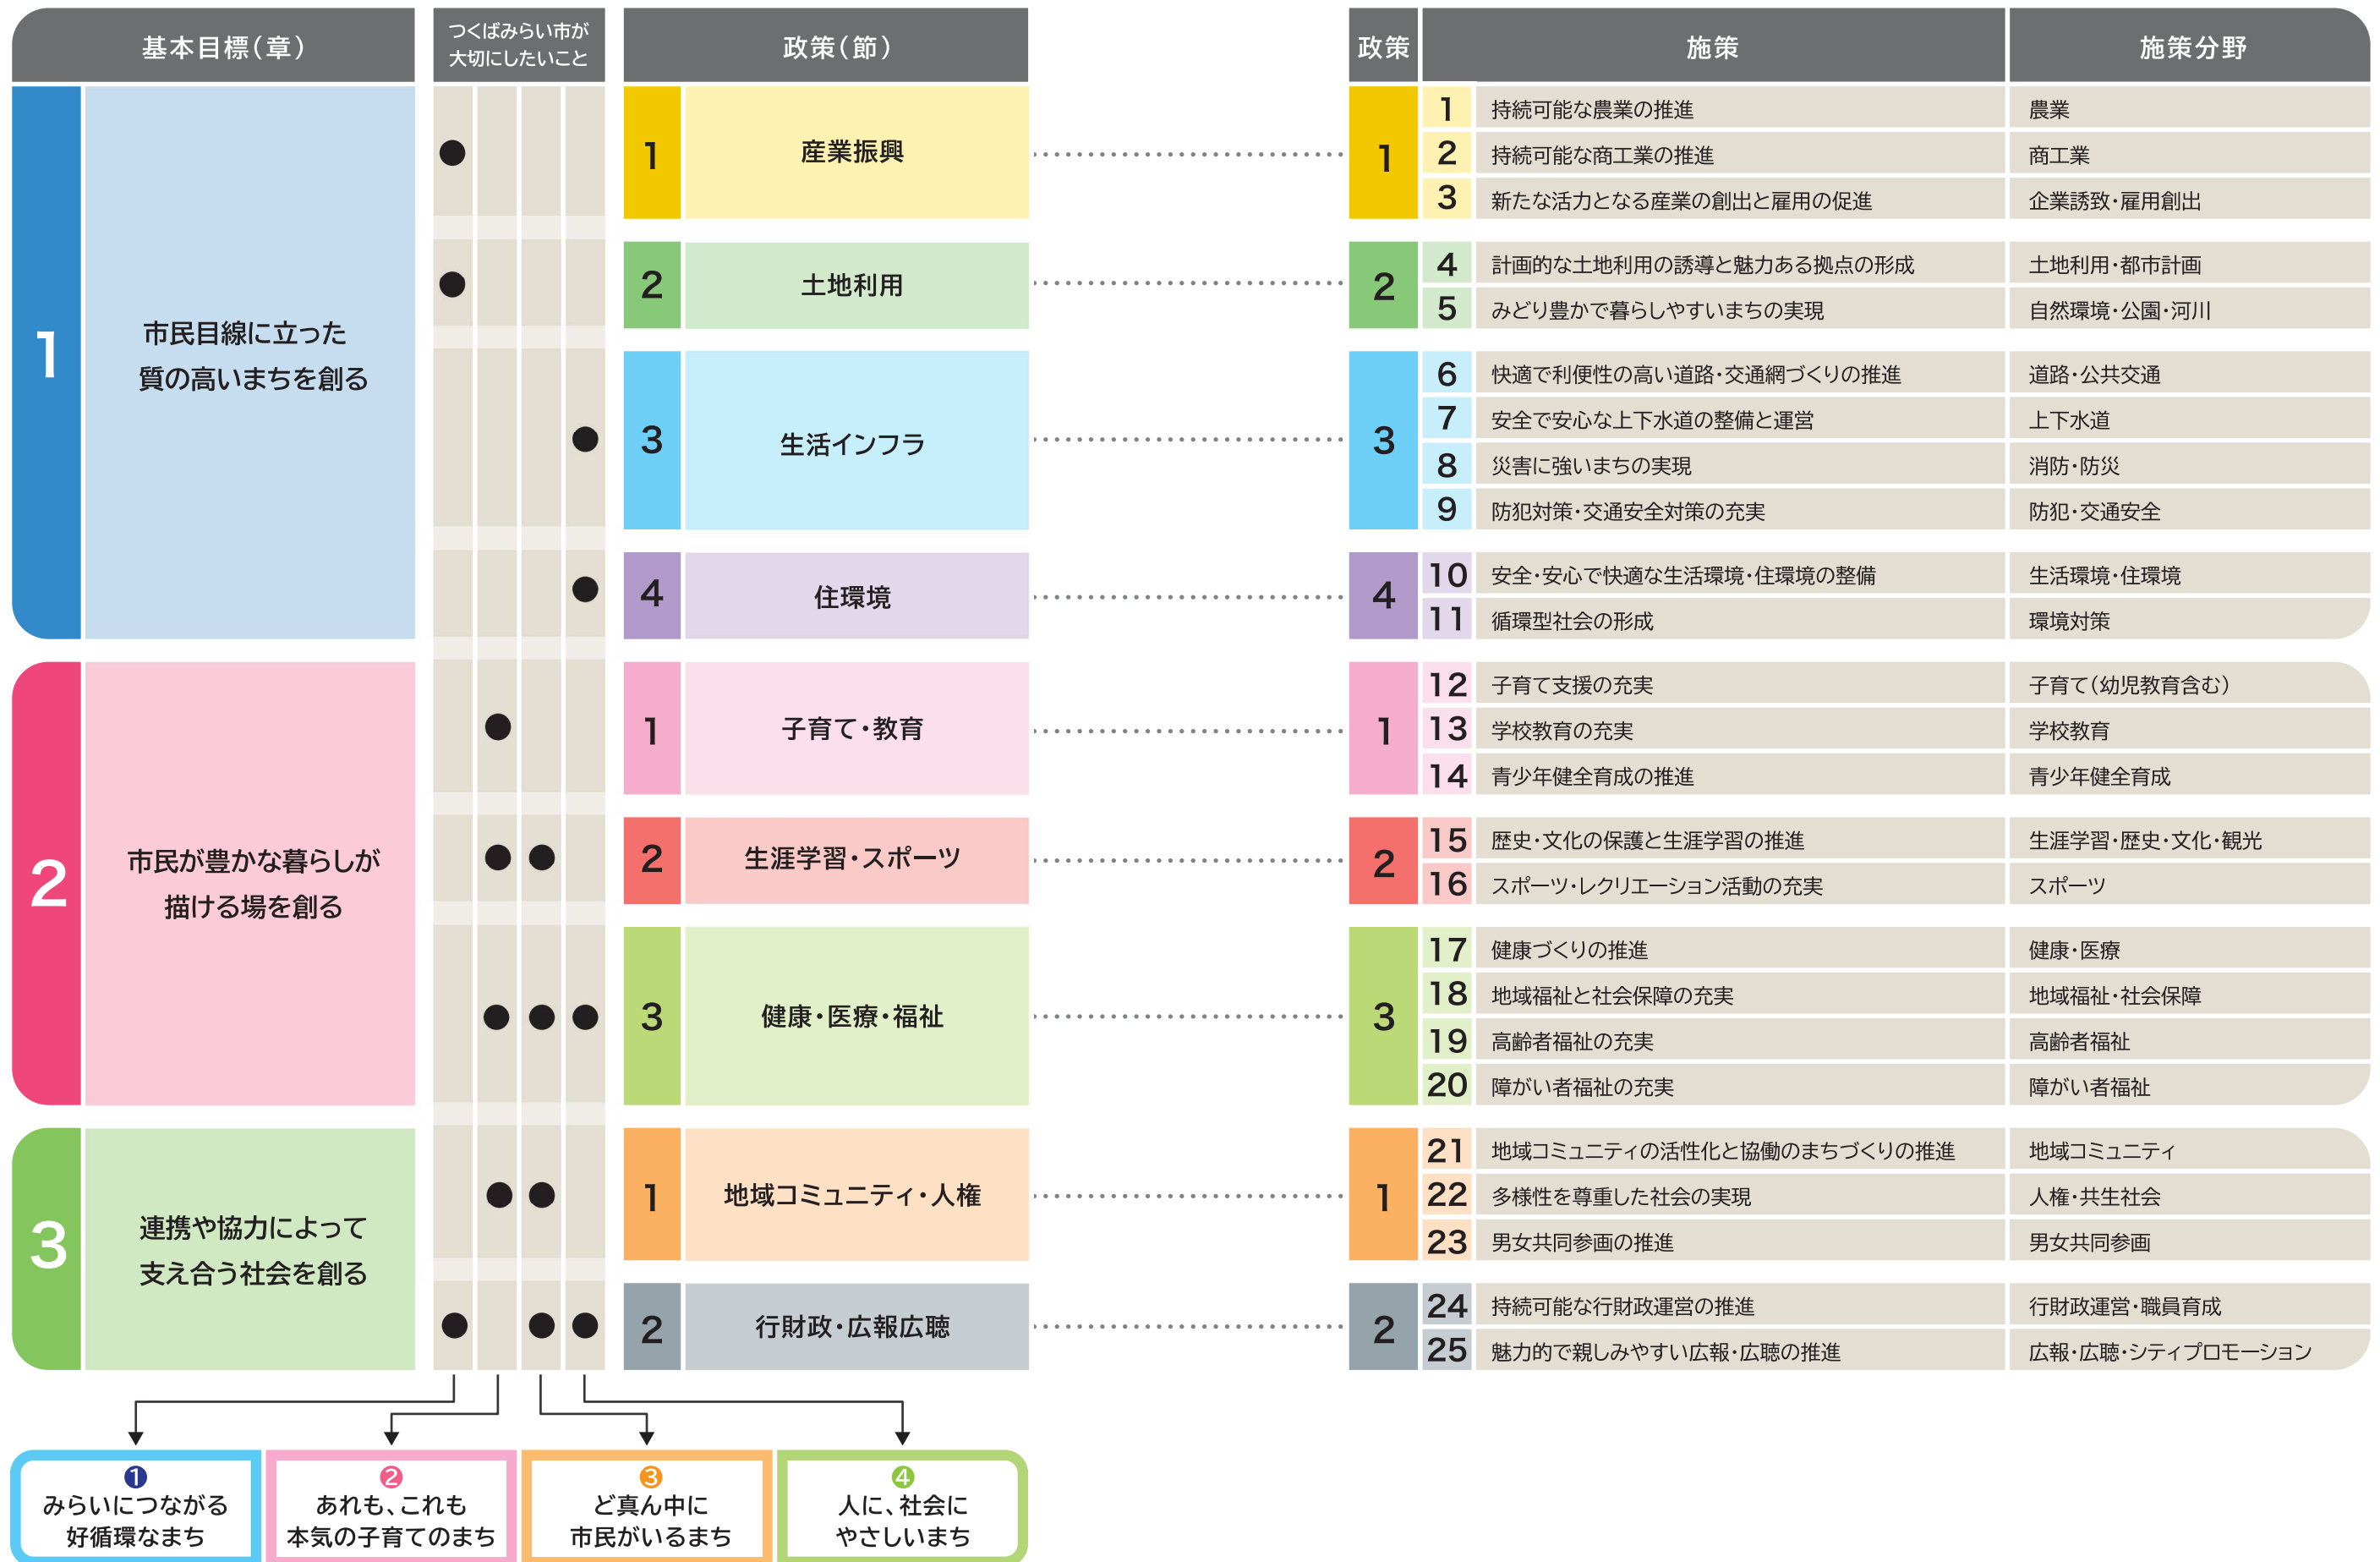 基本目標（章）
つくばみらい市が
大切にしたいこと
政策（節）
政策
施策
施策分野
1
市民目線に立った
質の高いまちを創る
1
産業振興
1
1
持続可能な農業の推進
農業
2
持続可能な商工業の推進
商工業
3
新たな活力となる産業の創出と雇用の促進
企業誘致・雇用創出
2
土地利用
2
4
計画的な土地利用の誘導と魅力ある拠点の形成
土地利用・都市計画
5
みどり豊かで暮らしやすいまちの実現
自然環境・公園・河川
3
生活インフラ
3
6
快適で利便性の高い道路・交通網づくりの推進
道路・公共交通
7
安全で安心な上下水道の整備と運営
上下水道
8
災害に強いまちの実現
消防・防災
9
防犯対策・交通安全対策の充実
防犯・交通安全
4
住環境
4
10
安全・安心で快適な生活環境・住環境の整備
生活環境・住環境
11
循環型社会の形成
環境対策
2
市民が豊かな暮らしが
描ける場を創る
1
子育て・教育
1
12
子育て支援の充実
子育て（幼児教育含む）
13
学校教育の充実
学校教育
14
青少年健全育成の推進
青少年健全育成
2
生涯学習・スポーツ
2
15
歴史・文化の保護と生涯学習の推進
生涯学習・歴史・文化・観光
16
スポーツ・レクリエーション活動の充実
スポーツ
3
健康・医療・福祉
3
17
健康づくりの推進
健康・医療
18
地域福祉と社会保障の充実
地域福祉・社会保障
19
高齢者福祉の充実
高齢者福祉
20
障がい者福祉の充実
障がい者福祉
3
連携や協力によって
支え合う社会を創る
1
地域コミュニティ・人権
1
21
地域コミュニティの活性化と協働のまちづくりの推進
地域コミュニティ
22
多様性を尊重した社会の実現
人権・共生社会
23
男女共同参画の推進
男女共同参画
2
行財政・広報広聴
2
24
持続可能な行財政運営の推進
行財政運営・職員育成
25
魅力的で親しみやすい広報・広聴の推進
広報・広聴・シティプロモーション
❶
みらいにつながる
好循環なまち
❷
あれも、これも
本気の子育てのまち
❸
ど真ん中に
市民がいるまち
❹
人に、社会に
やさしいまち